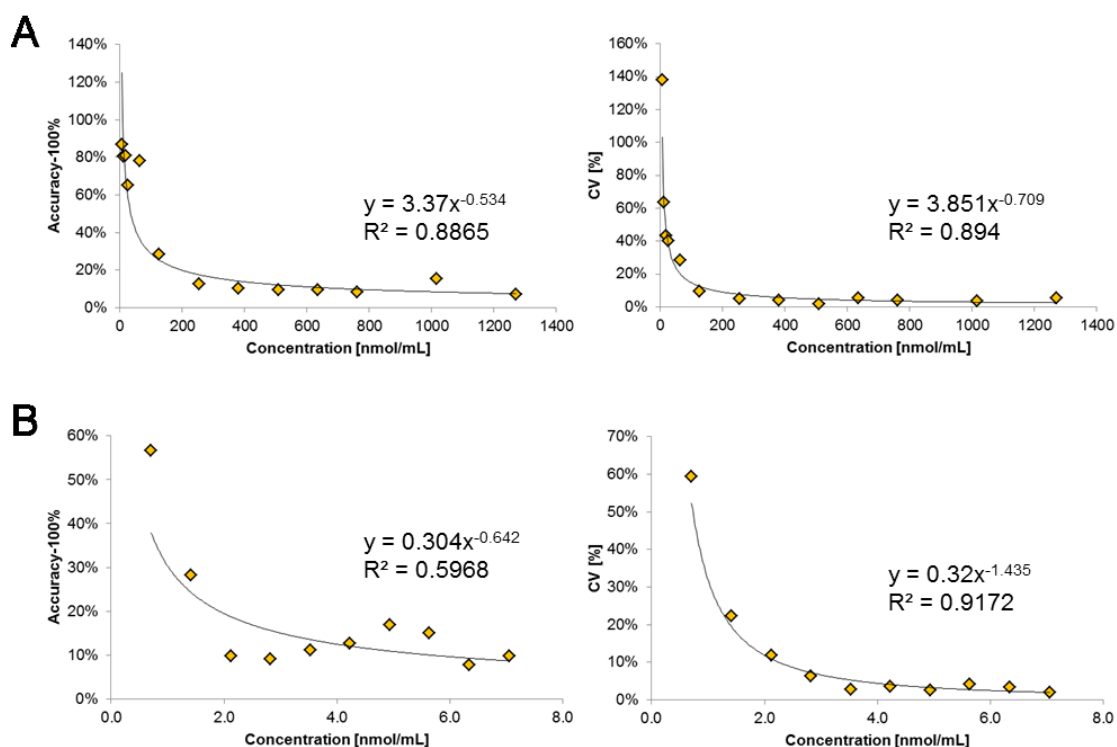 A
Accuracy-100%
140%
120%
100%
80%
60%
40%
20%
0%
0 200 400 600 800 1000 1200 1400
Concentration [nmol/mL]
y = 3.37x^-0.534
R² = 0.8865
CV [%]
160%
140%
120%
100%
80%
60%
40%
20%
0%
0 200 400 600 800 1000 1200 1400
Concentration [nmol/mL]
y = 3.851x^-0.709
R² = 0.894
B
Accuracy-100%
60%
50%
40%
30%
20%
10%
0%
0.0 2.0 4.0 6.0 8.0
Concentration [nmol/mL]
y = 0.304x^-0.642
R² = 0.5968
CV [%]
70%
60%
50%
40%
30%
20%
10%
0%
0.0 2.0 4.0 6.0 8.0
Concentration [nmol/mL]
y = 0.32x^-1.435
R² = 0.9172